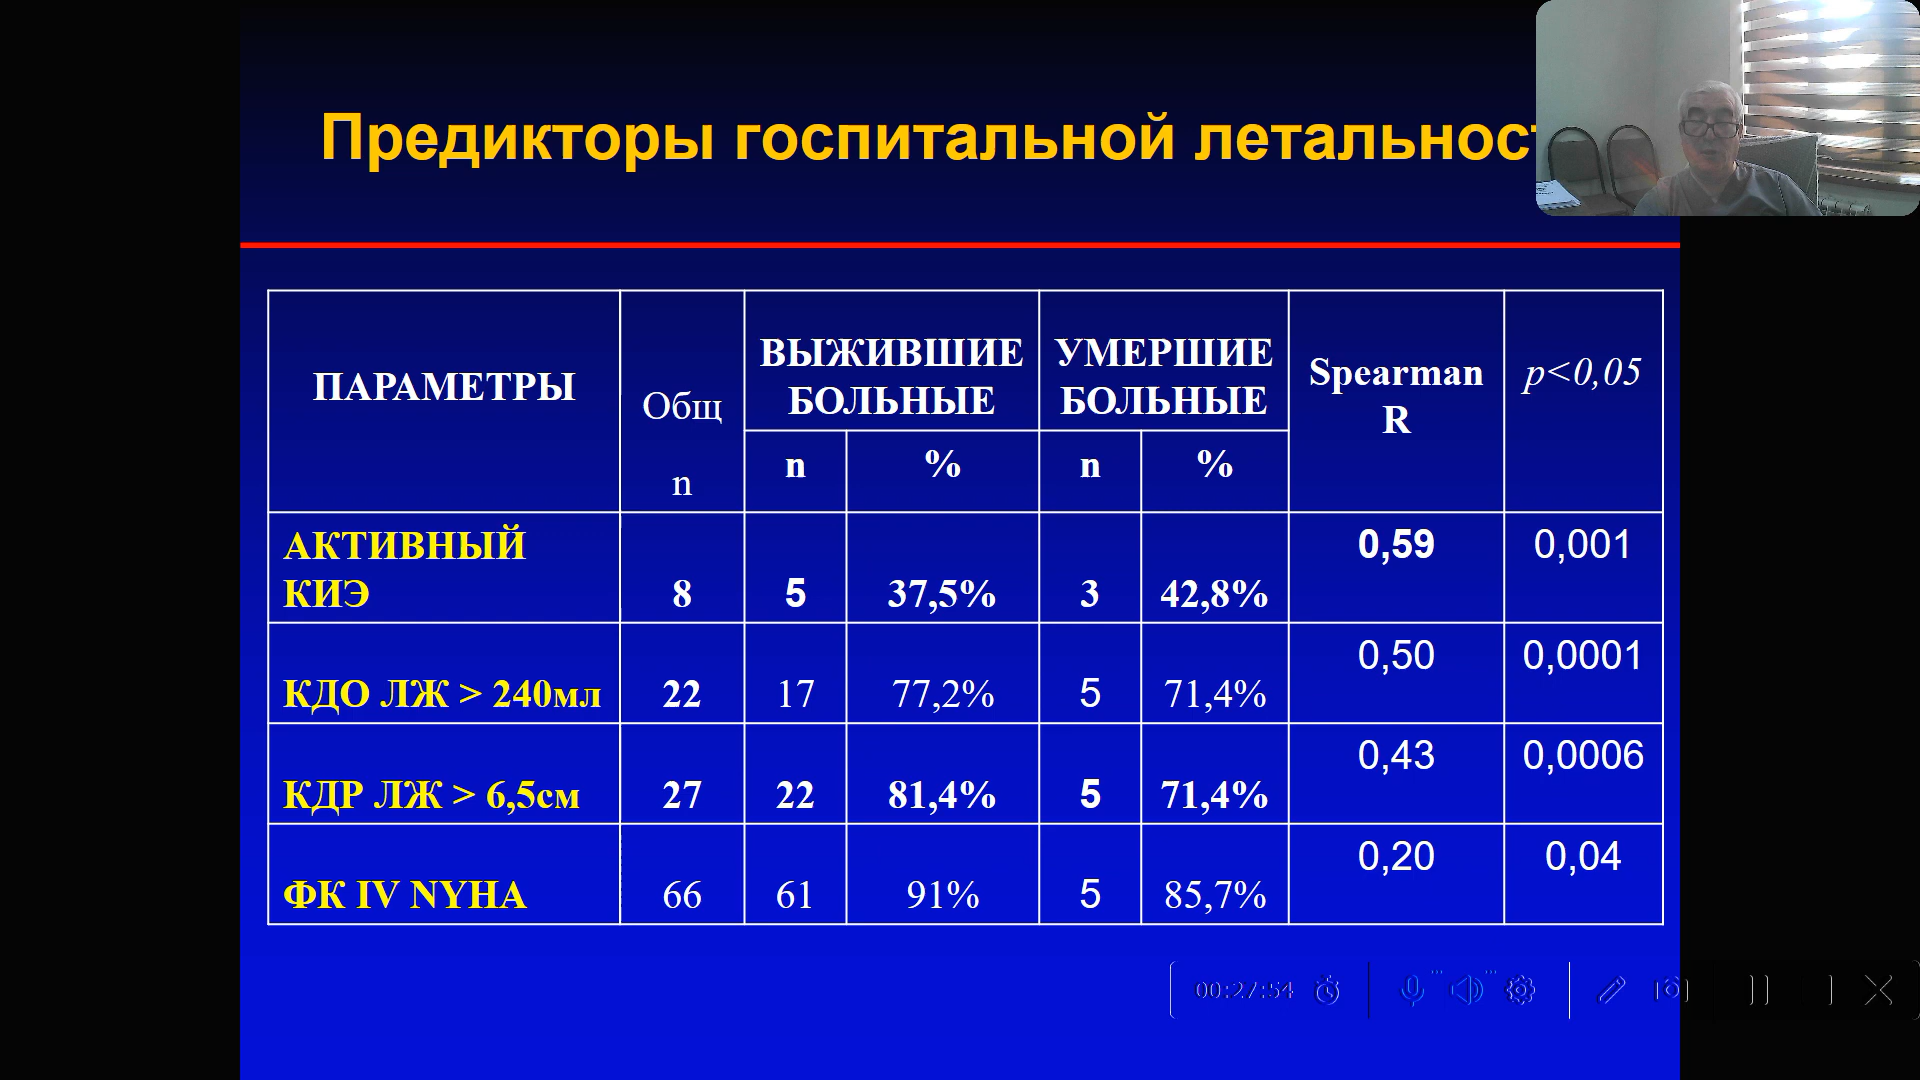 Предикторы госпитальной летальност
ПАРАМЕТРЫ
Общ
n
ВЫЖИВШИЕ
БОЛЬНЫЕ
УМЕРШИЕ
БОЛЬНЫЕ
Spearman
R
p<0,05
n % n %
АКТИВНЫЙ
КИЭ 8 5 37,5% 3 42,8% 0,59 0,001
КДО ЛЖ > 240мл 22 17 77,2% 5 71,4% 0,50 0,0001
КДР ЛЖ > 6,5см 27 22 81,4% 5 71,4% 0,43 0,0006
ФК IV NYHA 66 61 91% 5 85,7% 0,20 0,04
00:27:54